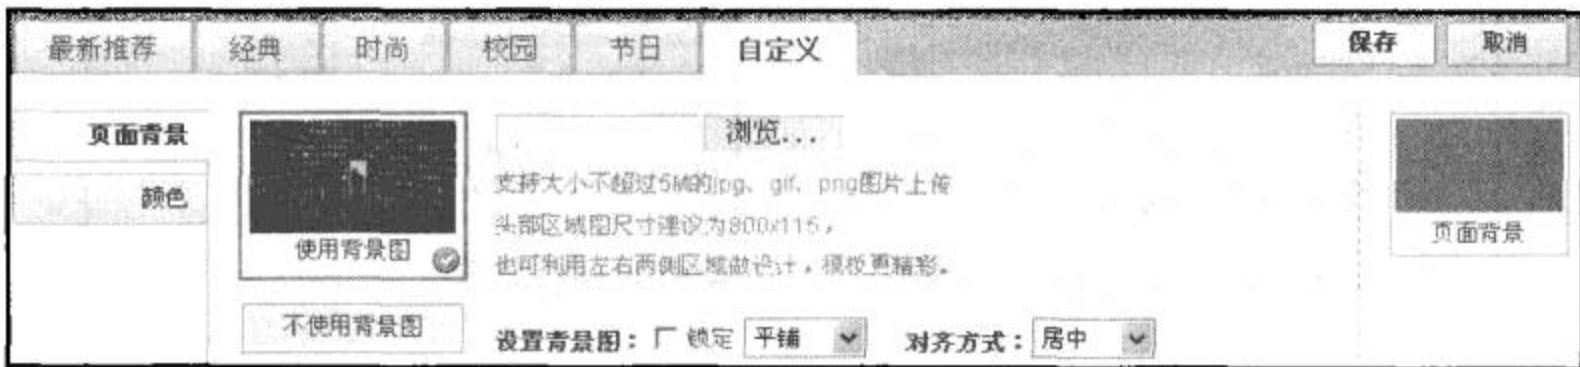 最新推荐 经典 时尚 校园 节日 自定义 保存 取消
页面背景
颜色
使用背景图
不使用背景图
浏览...
支持大小不超过5M的jpg、gif、png图片上传
头部区域图尺寸建议为800x115，
也可利用左右两侧区域做设计，模板更精彩。
设置背景图： 锁定 平铺 对齐方式： 居中
页面背景